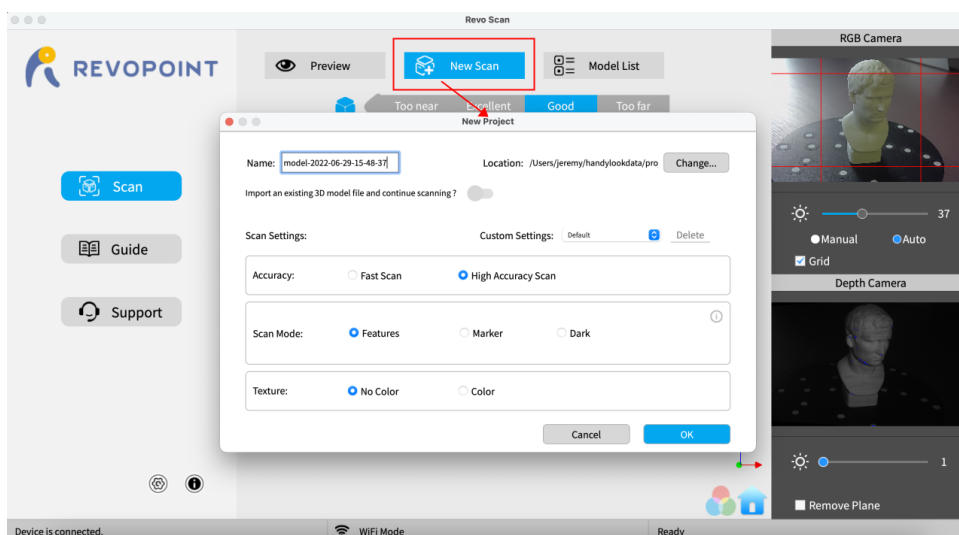 Revo Scan
REVOPOINT
Preview
New Scan
Model List
Too near
Excellent
Good
Too far
Scan
Guide
Support
New Project
Name:
model-2022-06-29-15-48-37
Location:
/Users/jeremy/handylookdata/pro
Change...
Import an existing 3D model file and continue scanning ?
Scan Settings:
Custom Settings:
Default
Delete
Accuracy:
Fast Scan
High Accuracy Scan
Scan Mode:
Features
Marker
Dark
Texture:
No Color
Color
Cancel
OK
RGB Camera
37
Manual
Auto
Grid
Depth Camera
1
Remove Plane
Device is connected.
WiFi Mode
Ready